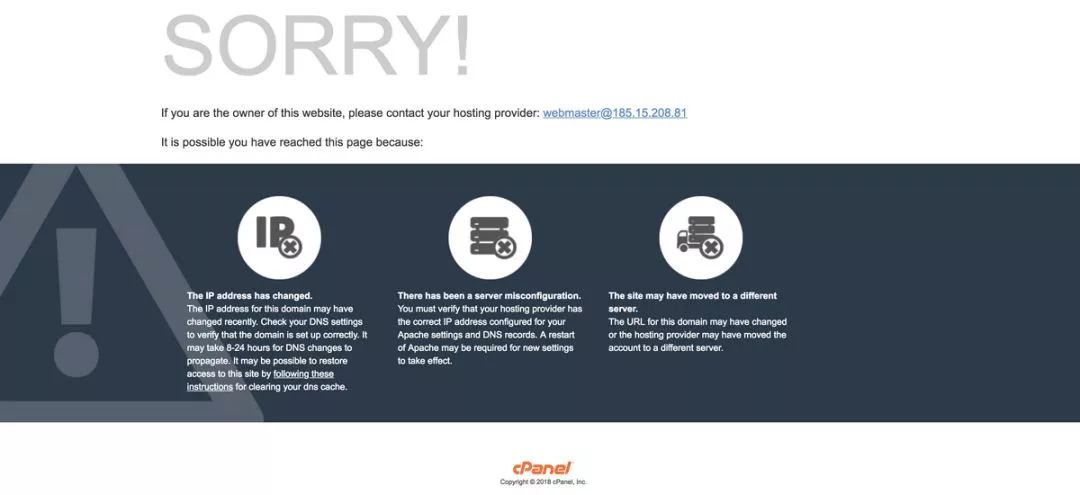 SORRY!
If you are the owner of this website, please contact your hosting provider: webmaster@185.15.208.81
It is possible you have reached this page because:
IP
The IP address has changed.
The IP address for this domain may have
changed recently. Check your DNS settings
to verify that the domain is set up correctly. It
may take 8-24 hours for DNS changes to
propagate. It may be possible to restore
access to this site by following these
instructions for clearing your dns cache.
There has been a server misconfiguration.
You must verify that your hosting provider has
the correct IP address configured for your
Apache settings and DNS records. A restart
of Apache may be required for new settings
to take effect.
The site may have moved to a different
server.
The URL for this domain may have changed
or the hosting provider may have moved the
account to a different server.
cPanel
Copyright © 2018 cPanel, Inc.